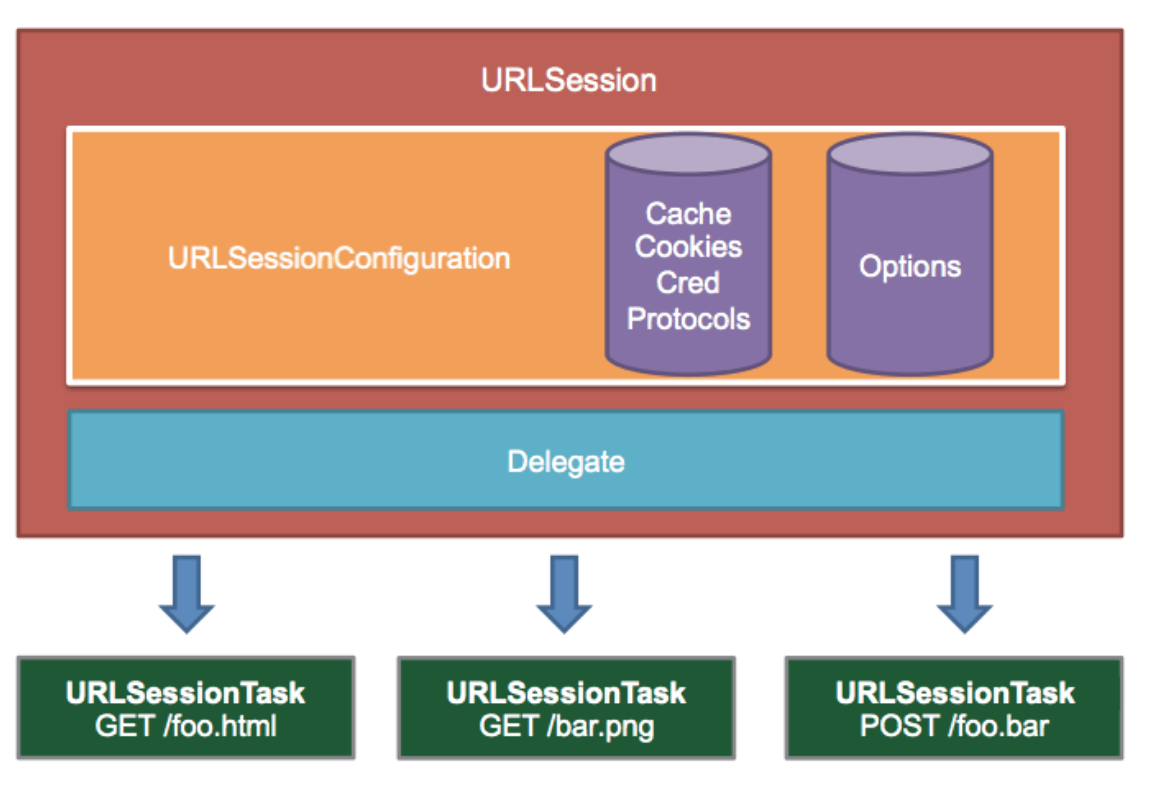 URLSession
URLSessionConfiguration
Cache
Cookies
Cred
Protocols
Options
Delegate
URLSessionTask
GET /foo.html
URLSessionTask
GET /bar.png
URLSessionTask
POST /foo.bar